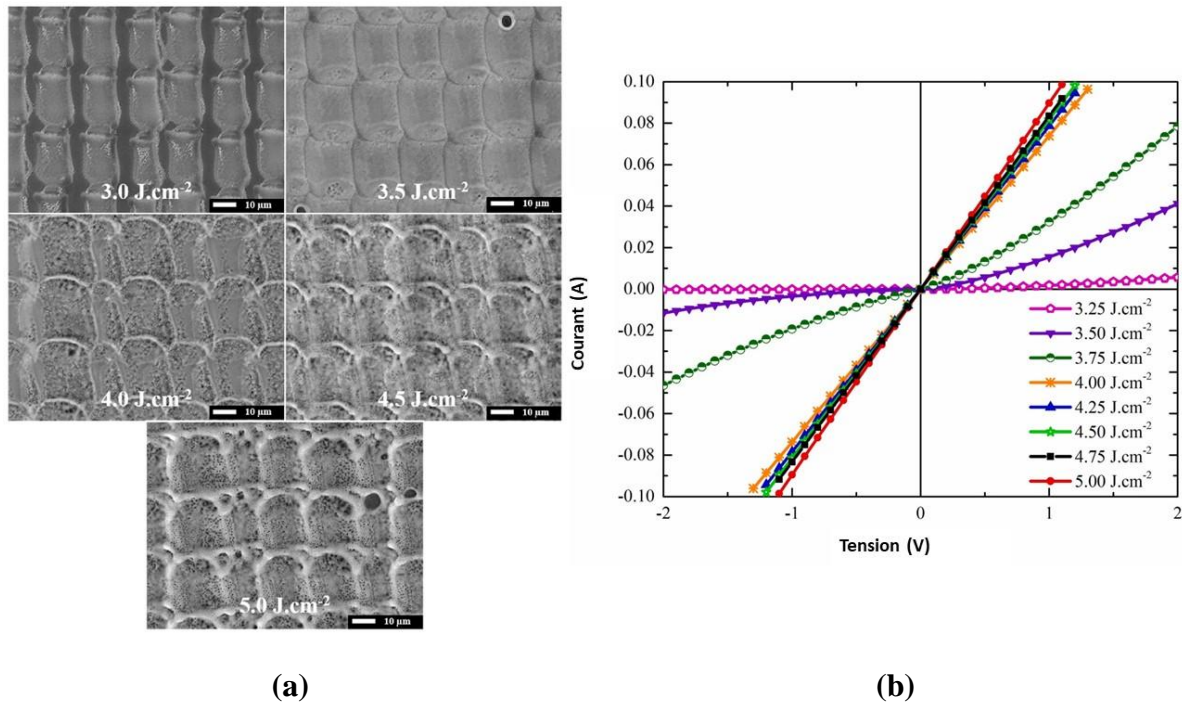 3.0 J.cm-2
10 µm
3.5 J.cm-2
10 µm
4.0 J.cm-2
10 µm
4.5 J.cm-2
10 µm
5.0 J.cm-2
10 µm
(a)
Courant (A)
0.10
0.08
0.06
0.04
0.02
0.00
-0.02
-0.04
-0.06
-0.08
-0.10
-2 -1 0 1 2
Tension (V)
3.25 J.cm-2
3.50 J.cm-2
3.75 J.cm-2
4.00 J.cm-2
4.25 J.cm-2
4.50 J.cm-2
4.75 J.cm-2
5.00 J.cm-2
(b)